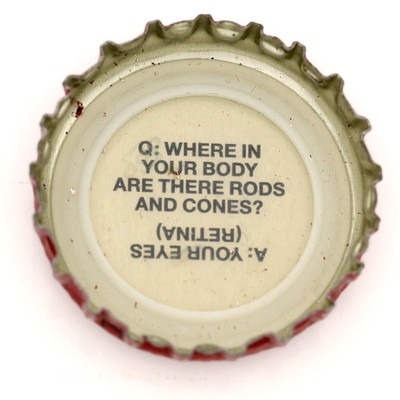 Q: WHERE IN
YOUR BODY
ARE THERE RODS
AND CONES?
A: YOUR EYES
(RETINA)